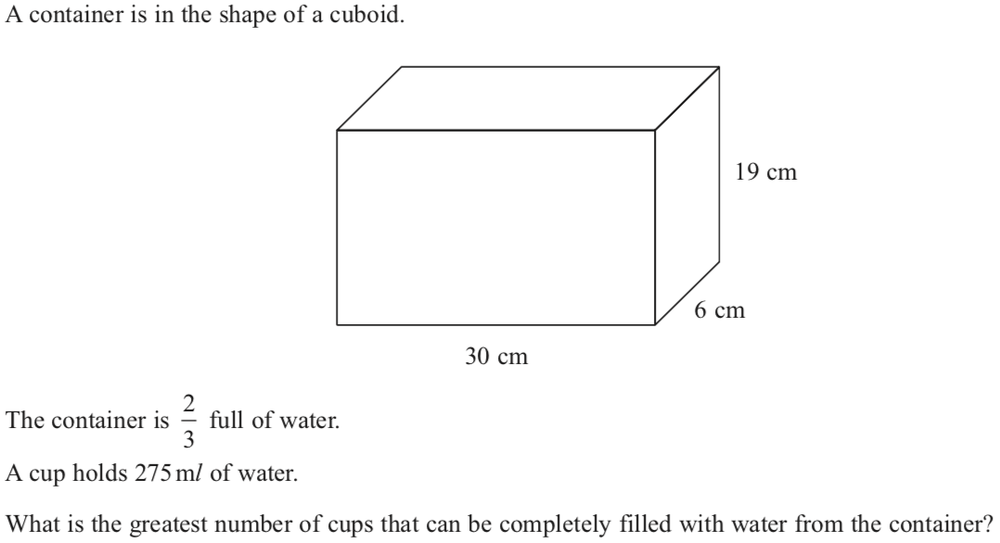 A container is in the shape of a cuboid.
19 cm
6 cm
30 cm
The container is 2/3 full of water.
A cup holds 275 ml of water.
What is the greatest number of cups that can be completely filled with water from the container?